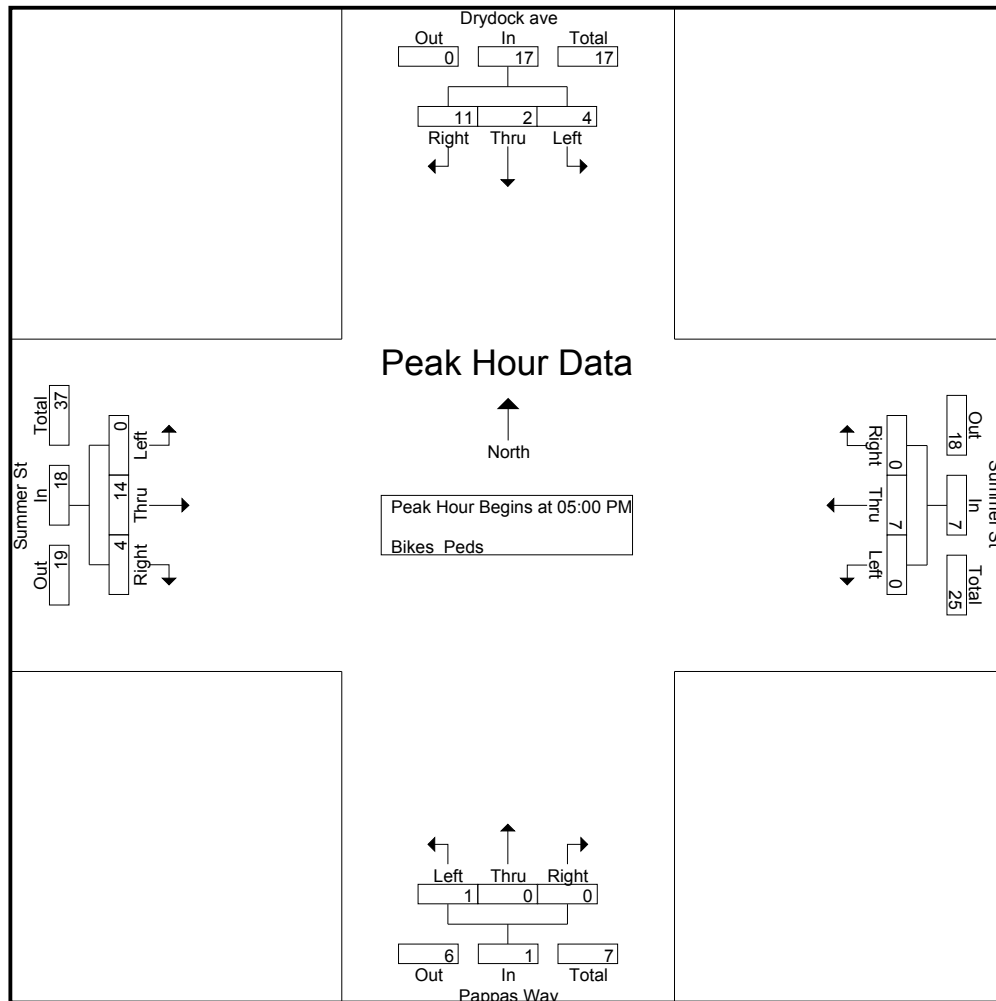 Drydock ave
Out In Total
0 17 17
11 2 4
Right Thru Left
Peak Hour Data
North
Peak Hour Begins at 05:00 PM
Bikes Peds
Summer St
Total In Out
37 18 19
0 14 4
Left Thru Right
Right Thru Left
0 7 0
Out In Total
18 7 25
Summer St
Left Thru Right
1 0 0
6 1 7
Out In Total
Pappas Way